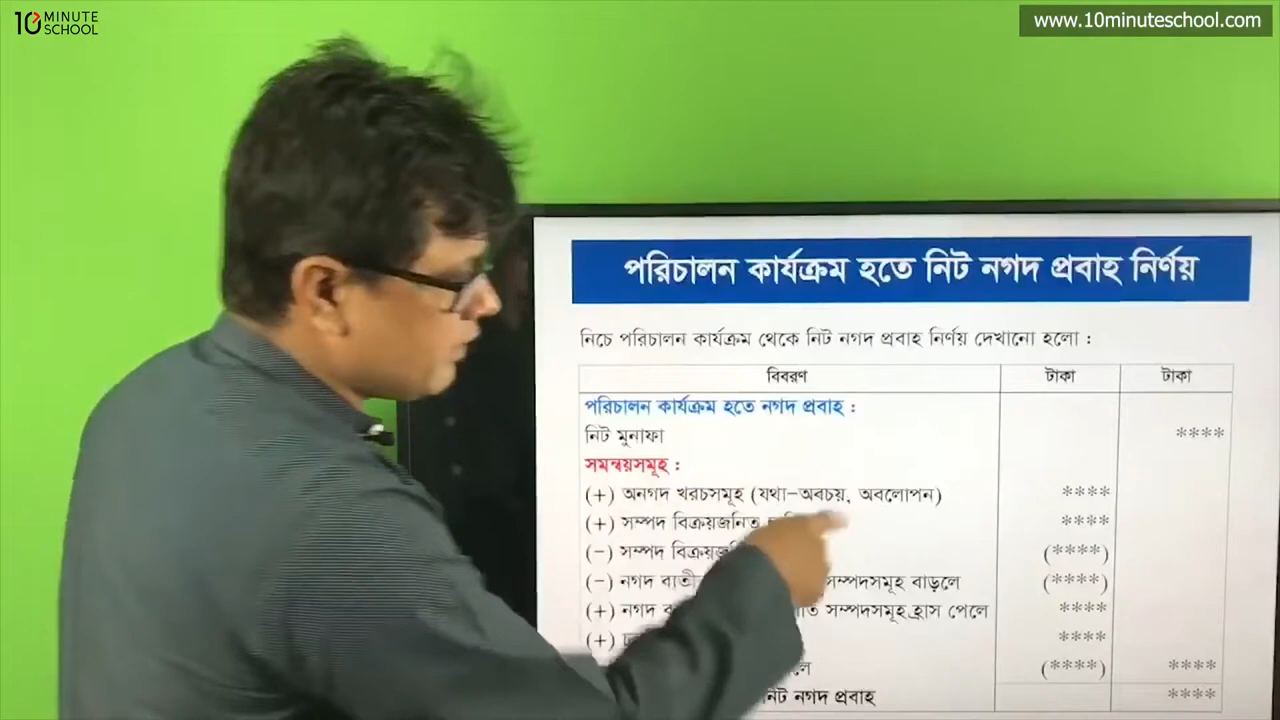 10 MINUTE SCHOOL
www.10minuteschool.com
পরিচালন কার্যক্রম হতে নিট নগদ প্রবাহ নির্ণয়
নিচে পরিচালন কার্যক্রম থেকে নিট নগদ প্রবাহ নির্ণয় দেখানো হলো :
বিবরণ টাকা টাকা
পরিচালন কার্যক্রম হতে নগদ প্রবাহ :
নিট মুনাফা ****
সমন্বয়সমূহ :
(+) অনগদ খরচসমূহ (যথা-অবচয়, অবলোপন) ****
(+) সম্পদ বিক্রয়জনিত ****
(-) সম্পদ (****)
(-) নগদ সম্পদসমূহ বাড়লে (****)
(+) নগদ সম্পদসমূহ হ্রাস পেলে ****
(+) ****
(****) ****
নিট নগদ প্রবাহ ****